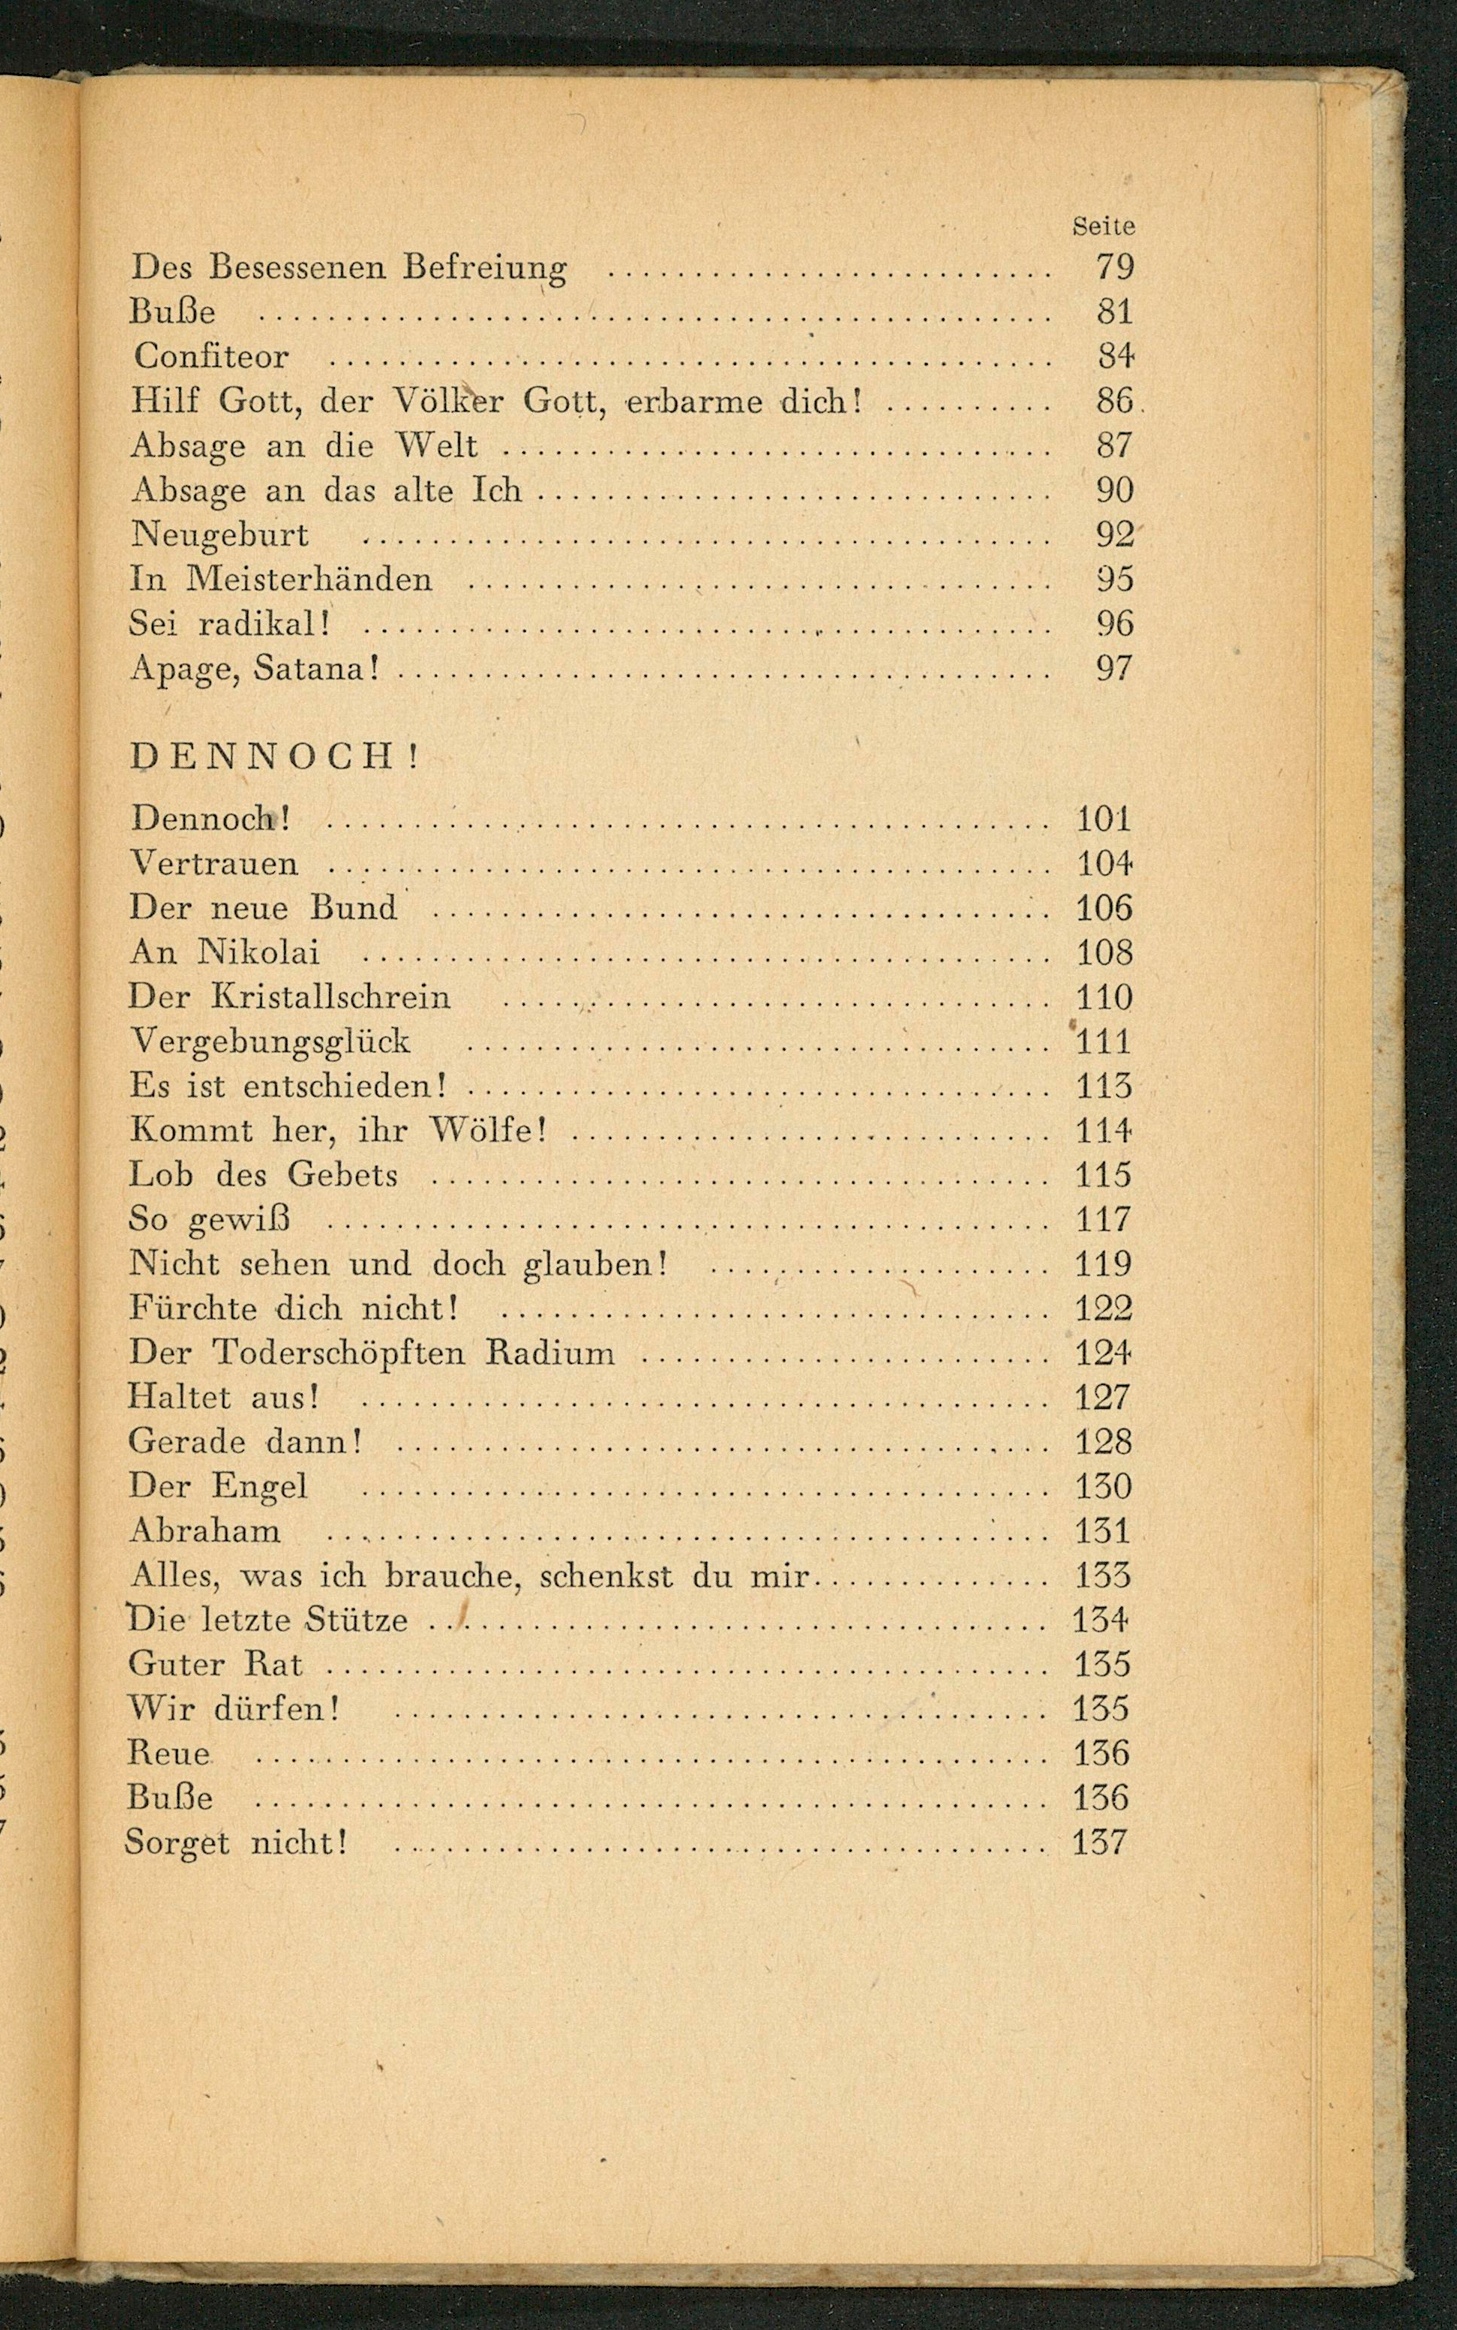 Seite
Des Besessenen Befreiung .......................... 79
Buße .............................................. 81
Confiteor .......................................... 84
Hilf Gott, der Völker Gott, erbarme dich! .......... 86
Absage an die Welt ................................ 87
Absage an das alte Ich .............................. 90
Neugeburt ........................................ 92
In Meisterhänden .................................. 95
Sei radikal! ........................................ 96
Apage, Satana! ...................................... 97
DENNOCH!
Dennoch! .......................................... 101
Vertrauen .......................................... 104
Der neue Bund .................................... 106
An Nikolai ........................................ 108
Der Kristallschrein ................................ 110
Vergebungsglück .................................. 111
Es ist entschieden! .................................. 113
Kommt her, ihr Wölfe! ............................ 114
Lob des Gebets .................................... 115
So gewiß .......................................... 117
Nicht sehen und doch glauben! .................... 119
Fürchte dich nicht! ................................ 122
Der Toderschöpften Radium ........................ 124
Haltet aus! ........................................ 127
Gerade dann! ...................................... 128
Der Engel ........................................ 130
Abraham .......................................... 131
Alles, was ich brauche, schenkst du mir.............. 133
Die letzte Stütze .................................... 134
Guter Rat .......................................... 135
Wir dürfen! ...................................... 135
Reue .............................................. 136
Buße .............................................. 136
Sorget nicht! ...................................... 137